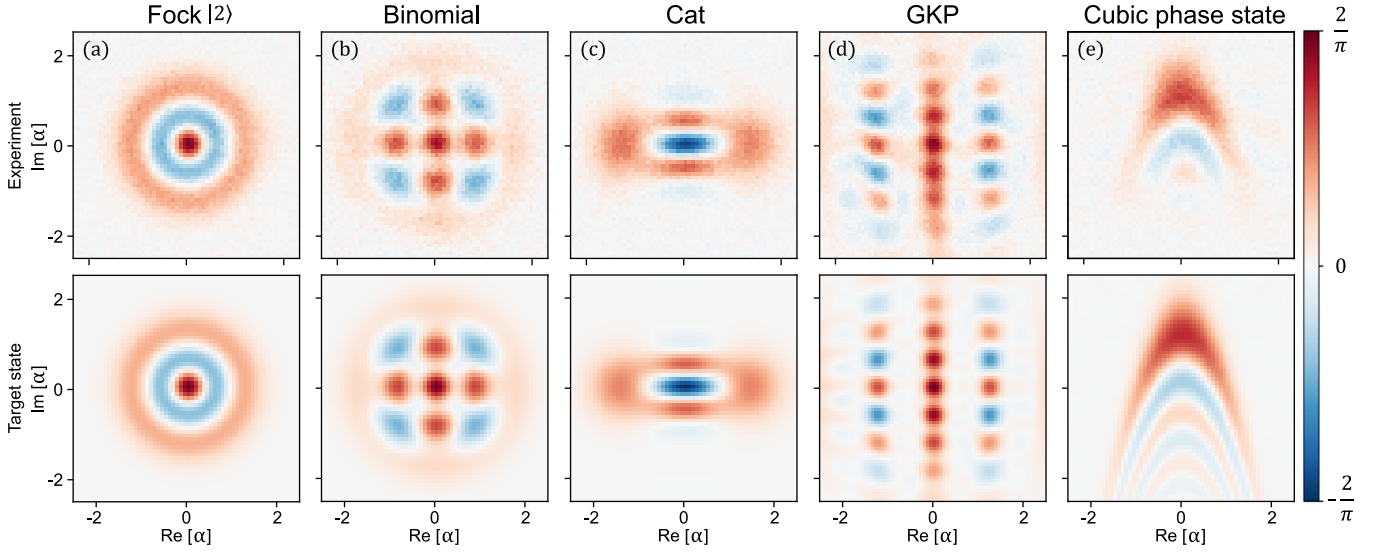 Fock |2⟩
Binomial
Cat
GKP
Cubic phase state
(a)
(b)
(c)
(d)
(e)
2
0
-2
Experiment
Im [α]
2
0
-2
Target state
Im [α]
-2 0 2
Re [α]
-2 0 2
Re [α]
-2 0 2
Re [α]
-2 0 2
Re [α]
-2 0 2
Re [α]
2
π
0
− 2
π